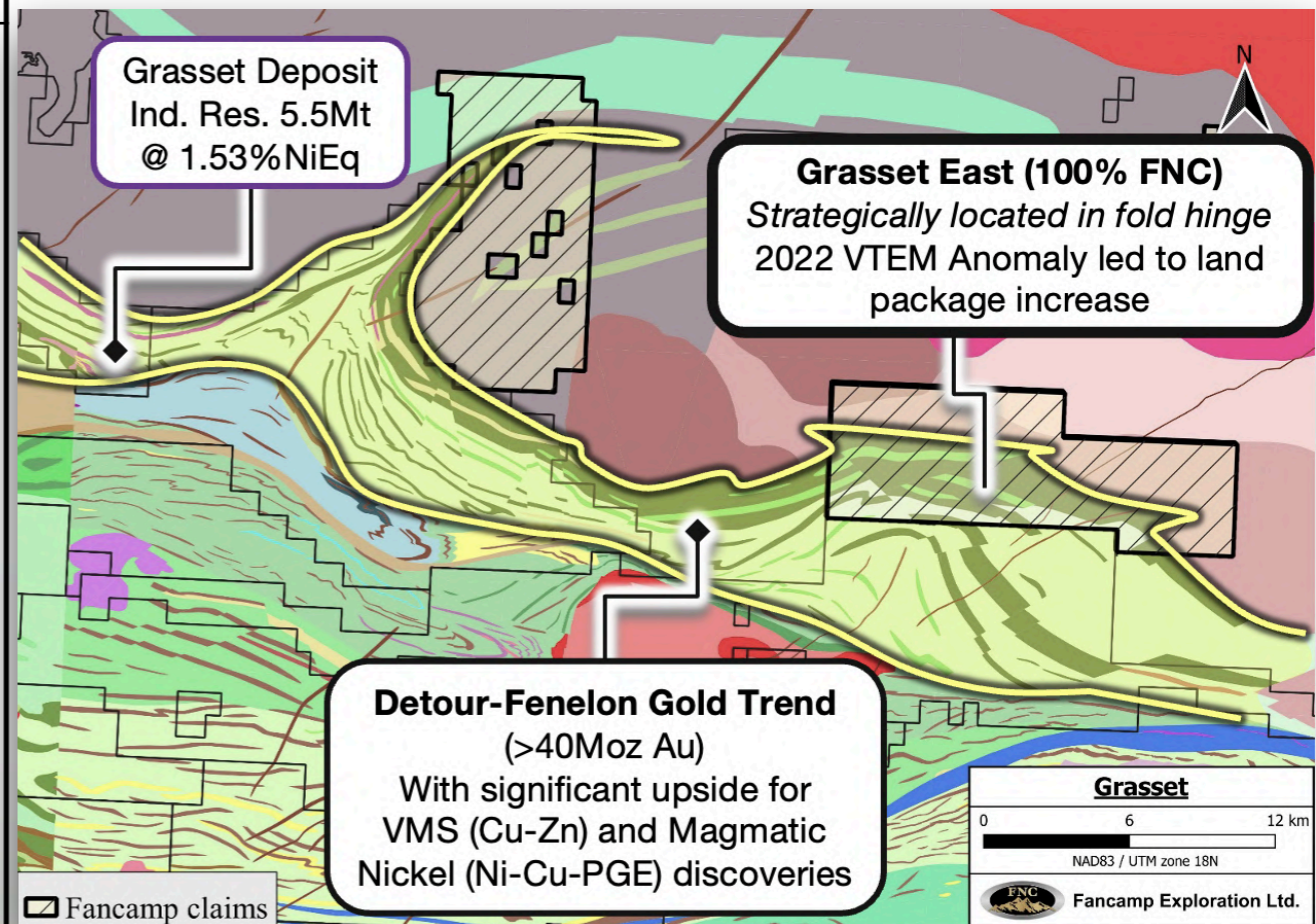 Grasset Deposit
Ind. Res. 5.5Mt
@ 1.53%NiEq
N
Grasset East (100% FNC)
Strategically located in fold hinge
2022 VTEM Anomaly led to land
package increase
Detour-Fenelon Gold Trend
(>40Moz Au)
With significant upside for
VMS (Cu-Zn) and Magmatic
Nickel (Ni-Cu-PGE) discoveries
Grasset
0 6 12 km
NAD83 / UTM zone 18N
FNC
Fancamp Exploration Ltd.
Fancamp claims